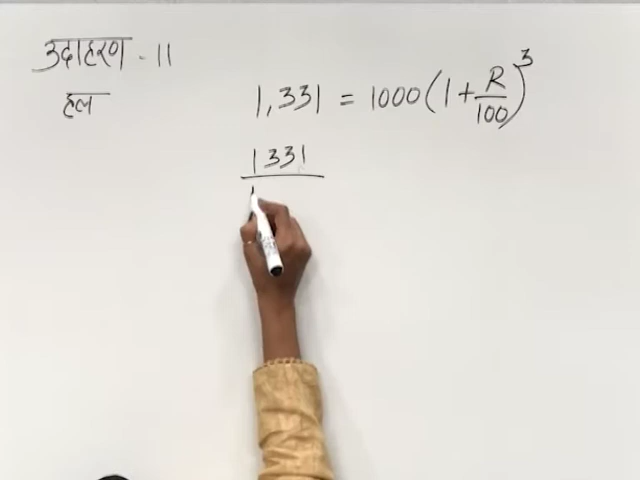 उदाहरण - 11
हल
1,331 = 1000(1 + R/100)^3
1331